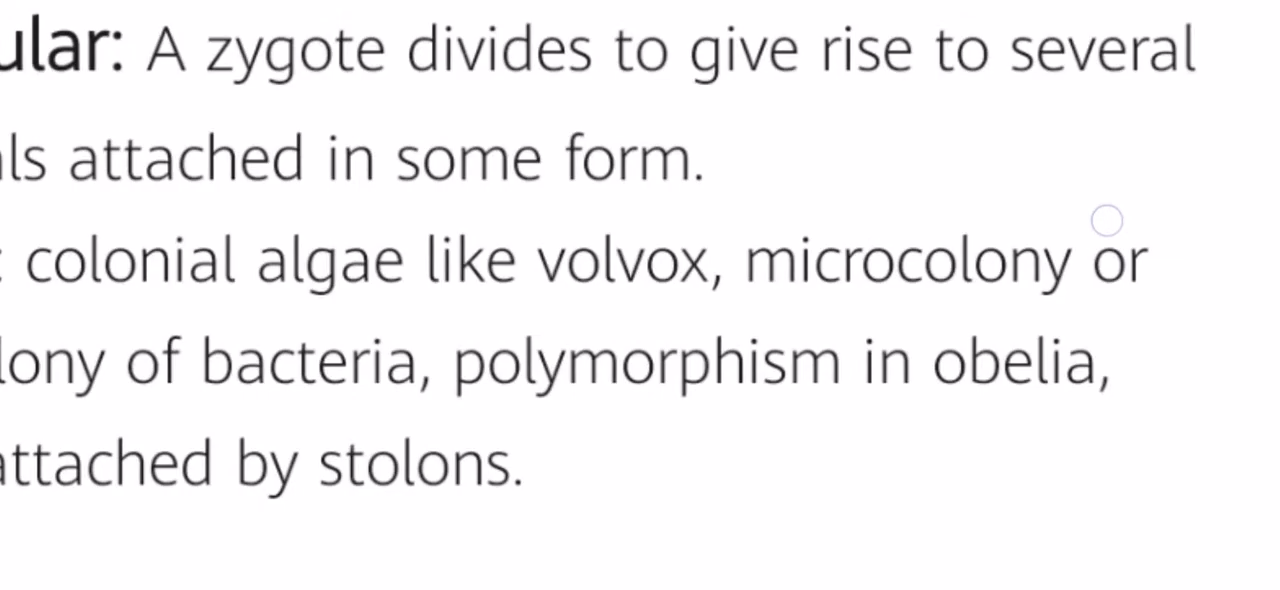 ular: A zygote divides to give rise to several
ls attached in some form.
: colonial algae like volvox, microcolony or
lony of bacteria, polymorphism in obelia,
attached by stolons.